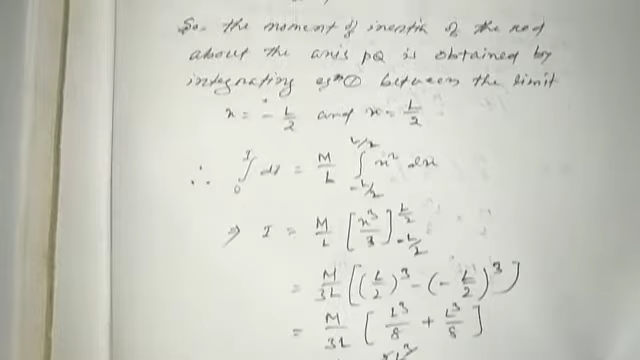 So. the moment of inertia of the rod
about the axis PQ is obtained by
integrating eqn ① between the limit
x = - L/2 and x = L/2
∴ ∫₀ᴵ dI = M/L ∫_{-L/2}^{L/2} x² dx
⇒ I = M/L [x³/3]_{-L/2}^{L/2}
= M/3L [(L/2)³ - (- L/2)³]
= M/3L [L³/8 + L³/8]